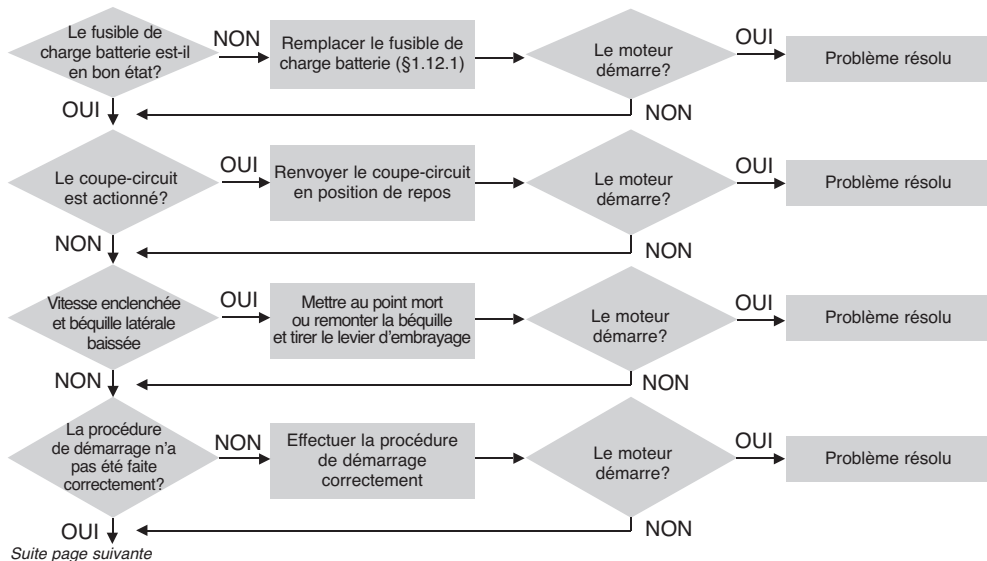 Le fusible de
charge batterie est-il
en bon état?
NON
Remplacer le fusible de
charge batterie (§1.12.1)
Le moteur
démarre?
OUI
Problème résolu
OUI
NON
Le coupe-circuit
est actionné?
OUI
Renvoyer le coupe-circuit
en position de repos
Le moteur
démarre?
OUI
Problème résolu
NON
NON
Vitesse enclenchée
et béquille latérale
baissée
OUI
Mettre au point mort
ou remonter la béquille
et tirer le levier d'embrayage
Le moteur
démarre?
OUI
Problème résolu
NON
NON
La procédure
de démarrage n'a
pas été faite
correctement?
NON
Effectuer la procédure
de démarrage
correctement
Le moteur
démarre?
OUI
Problème résolu
OUI
NON
Suite page suivante